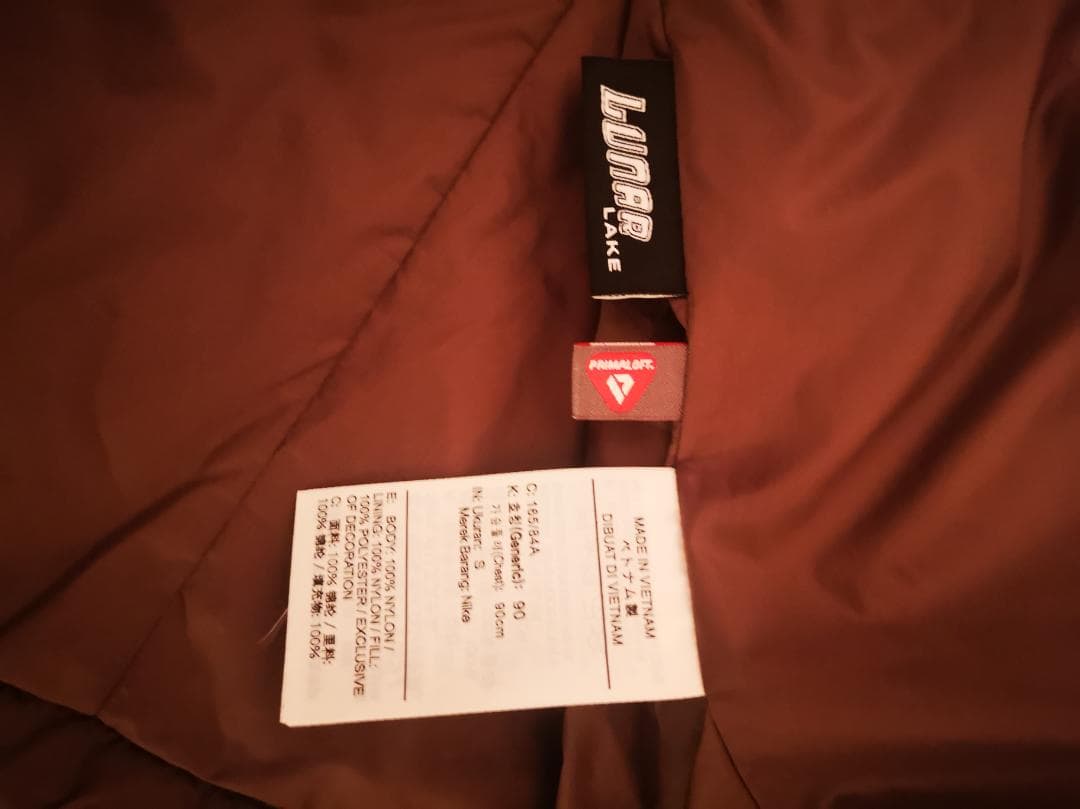 LUNAR
LAKE
PRIMALOFT
MADE IN VIETNAM
ベトナム製
DIBUAT DI VIETNAM
C: 165/84A
K: 호칭(Generic): 90
가슴둘레(Chest): 90cm
IN: Ukuran: S
Merek Barang: Nike
E: BODY: 100% NYLON /
LINING: 100% NYLON / FILL:
100% POLYESTER / EXCLUSIVE
OF DECORATION
C: 面料: 100% 锦纶 / 里料:
100% 锦纶 / 填充物: 100%